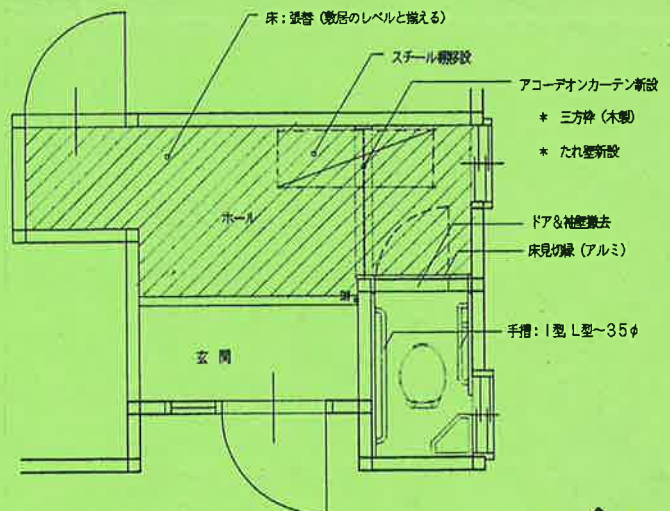 床；張替（敷居のレベルと揃える）
スチール棚移設
アコーデオンカーテン新設
＊ 三方枠（木製）
＊ たれ壁新設
ホール
ドア＆袖壁撤去
床見切縁（アルミ）
手摺：I型 L型～35φ
玄関